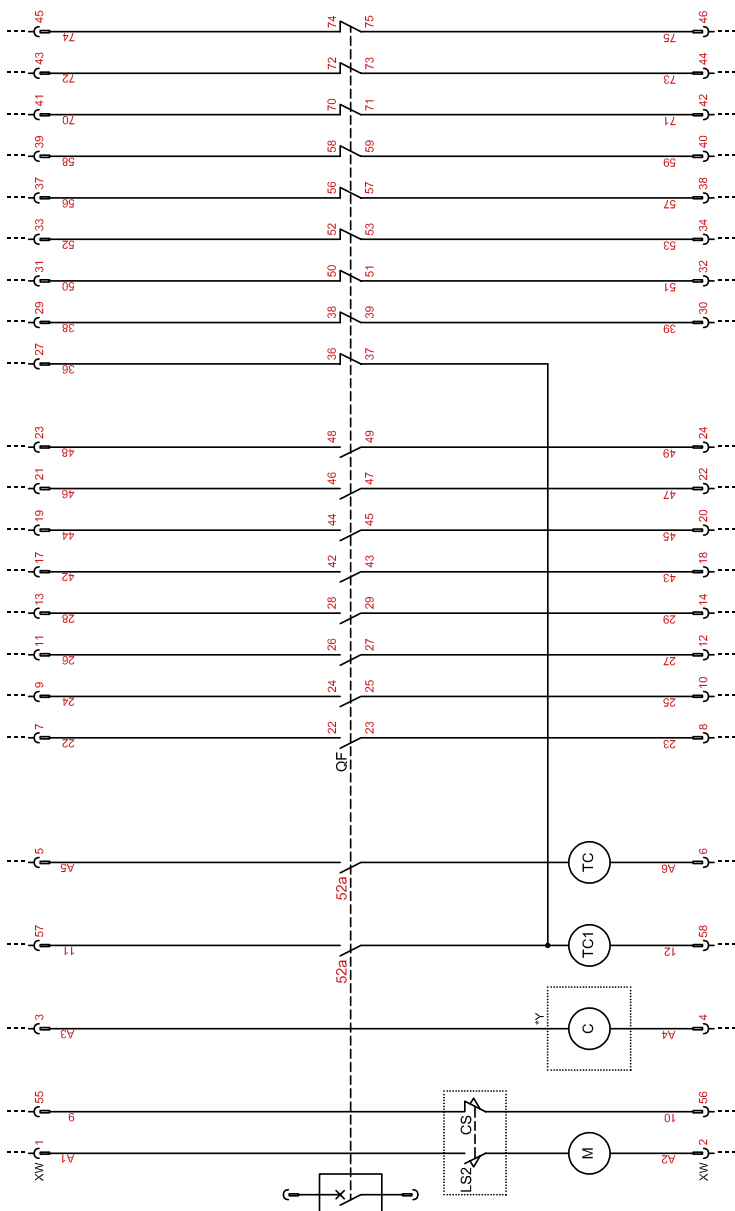 45 74 74 75 75 46
43 72 72 73 73 44
41 70 70 71 71 42
39 58 58 59 59 40
37 56 56 57 57 38
33 52 52 53 53 34
31 50 50 51 51 32
29 38 38 39 39 30
27 36 36 37
23 48 48 49 49 24
21 46 46 47 47 22
19 44 44 45 45 20
17 42 42 43 43 18
13 28 28 29 29 14
11 26 26 27 27 12
9 24 24 25 25 10
7 22 22 23 23 8
QF
5 A5 52a TC A6 6
57 11 52a TC1 12 58
*Y
3 A3 C A4 4
55 9 CS 10 56
XW 1 A1 LS2 M A2 XW 2